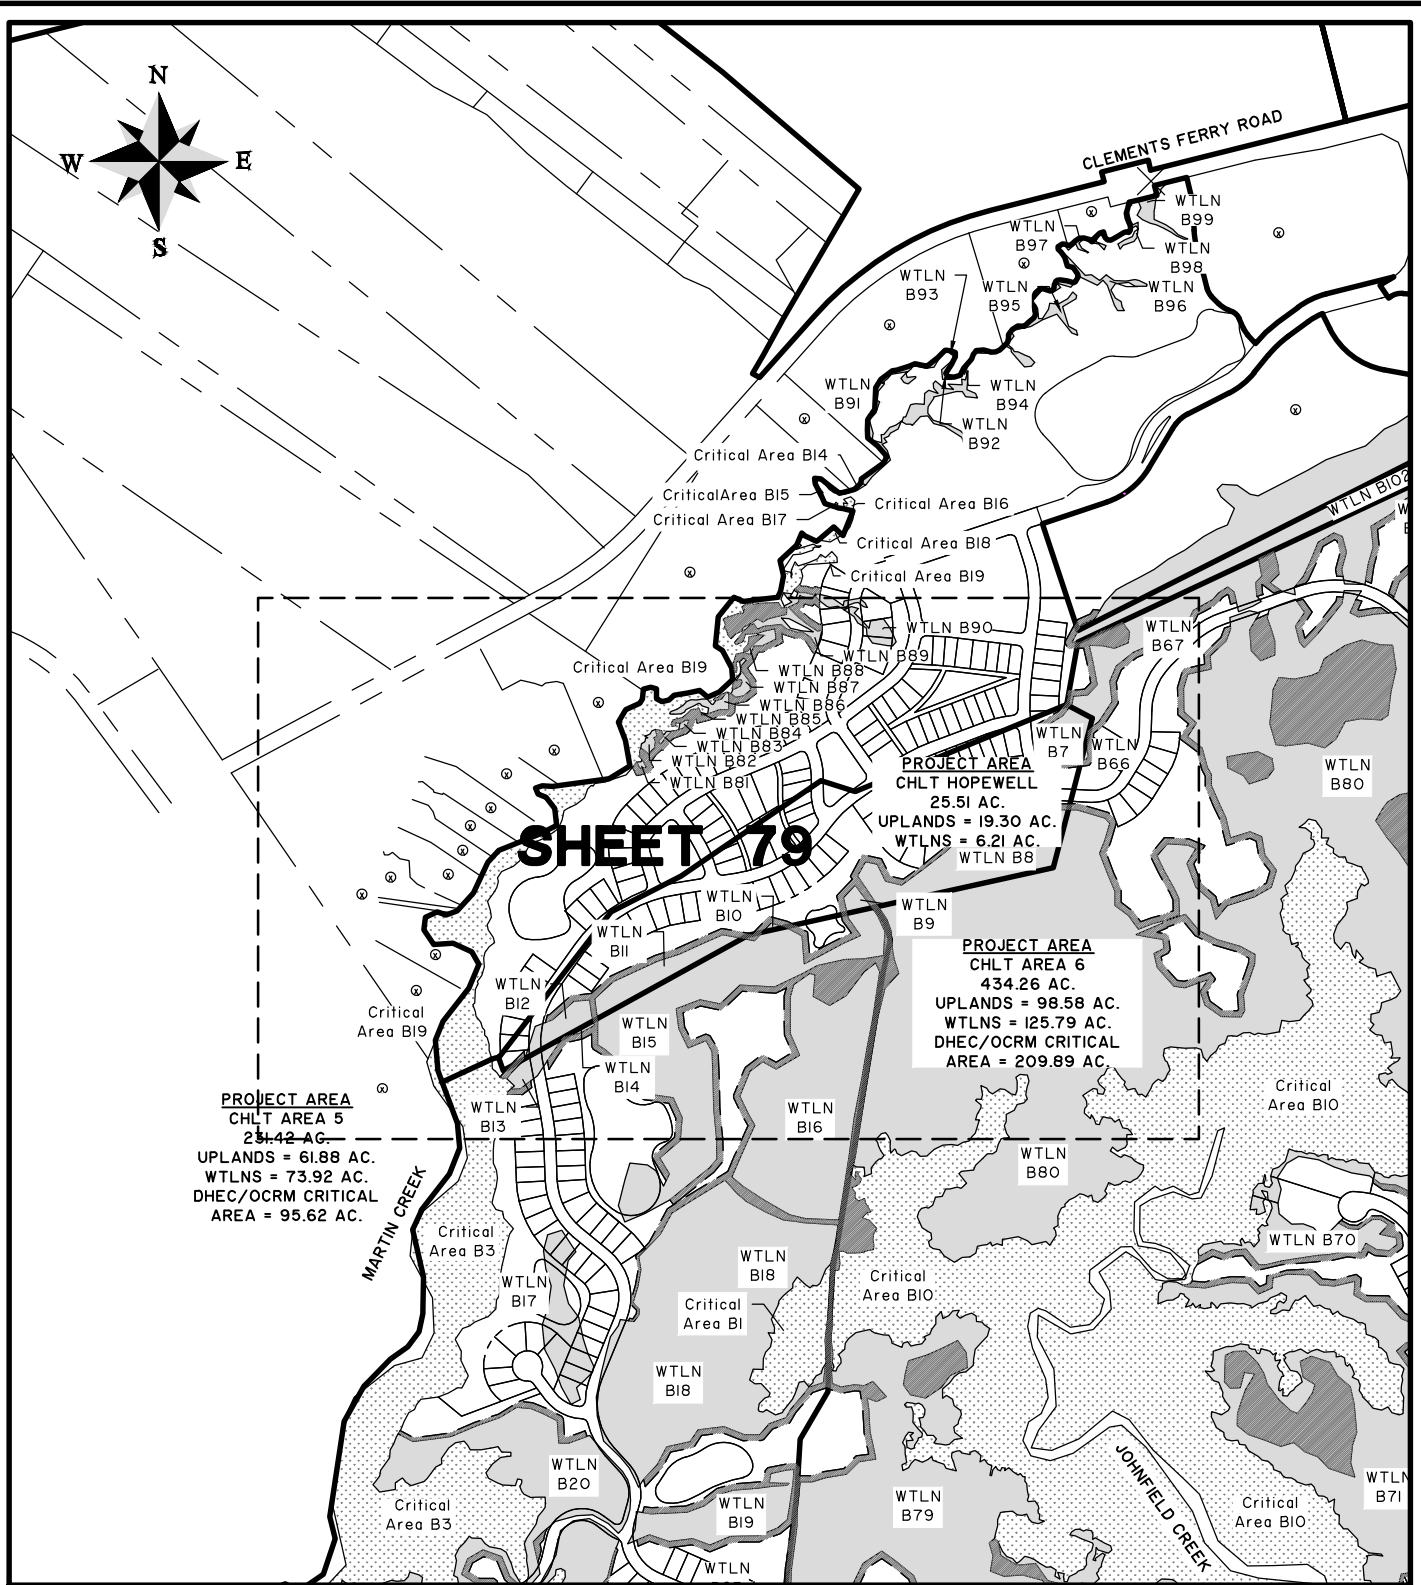 N
W
E
S
CLEMENTS FERRY ROAD
WTLN
B99
WTLN
B97
WTLN
B98
WTLN
B93
WTLN
B95
WTLN
B96
WTLN
B91
WTLN
B94
WTLN
B92
Critical Area B14
CriticalArea B15
Critical Area B16
Critical Area B17
WTLN B102
Critical Area B18
Critical Area B19
WTLN B90
WTLN
B67
WTLN B89
Critical Area B19
WTLN B88
WTLN B87
WTLN B86
WTLN B85
WTLN B84
WTLN B83
WTLN B82
WTLN B81
WTLN
B7
WTLN
B66
WTLN
B80
PROJECT AREA
CHLT HOPEWELL
25.51 AC.
UPLANDS = 19.30 AC.
WTLNS = 6.21 AC.
SHEET 79
WTLN B8
WTLN
B10
WTLN
B9
WTLN
B11
PROJECT AREA
CHLT AREA 6
434.26 AC.
UPLANDS = 98.58 AC.
WTLNS = 125.79 AC.
DHEC/OCRM CRITICAL
AREA = 209.89 AC.
WTLN
B12
Critical
Area B19
WTLN
B15
WTLN
B14
Critical
Area B10
PROJECT AREA
CHLT AREA 5
231.42 AC.
UPLANDS = 61.88 AC.
WTLNS = 73.92 AC.
DHEC/OCRM CRITICAL
AREA = 95.62 AC.
WTLN
B13
WTLN
B16
WTLN
B80
MARTIN CREEK
Critical
Area B3
WTLN B70
WTLN
B18
WTLN
B17
Critical
Area B10
Critical
Area B1
WTLN
B18
WTLN
B20
JOHNFIELD CREEK
WTLN
B71
Critical
Area B3
WTLN
B19
WTLN
B79
Critical
Area B10
WTLN